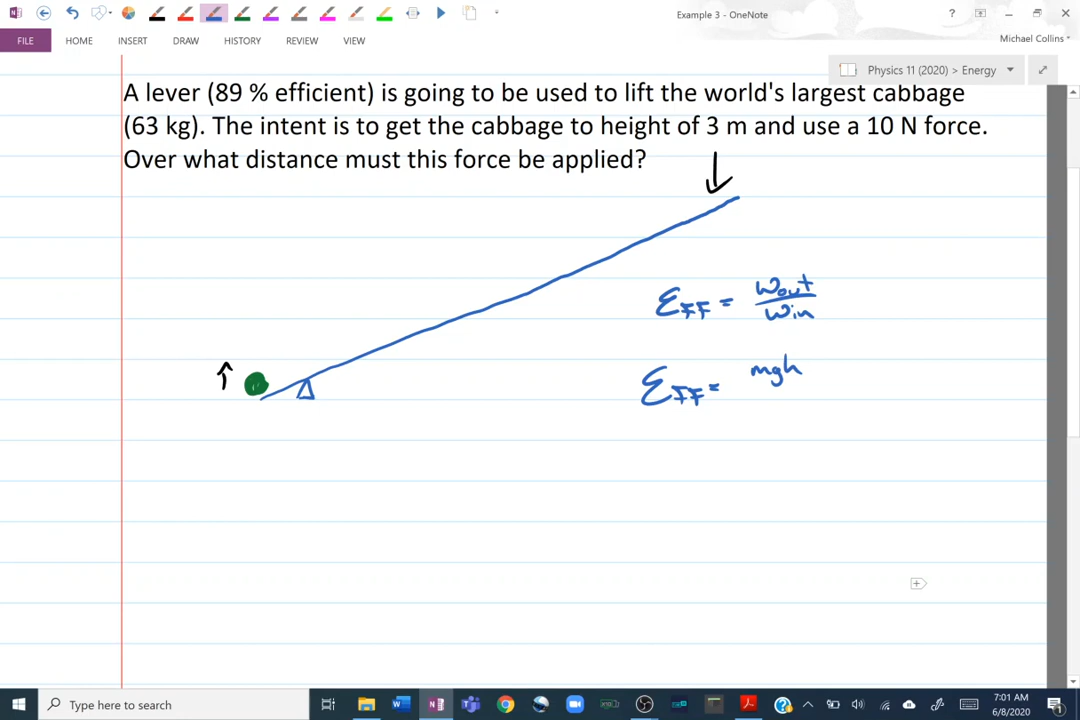 Example 3 - OneNote
?
Michael Collins
FILE HOME INSERT DRAW HISTORY REVIEW VIEW
Physics 11 (2020) > Energy
A lever (89 % efficient) is going to be used to lift the world's largest cabbage
(63 kg). The intent is to get the cabbage to height of 3 m and use a 10 N force.
Over what distance must this force be applied?
EFF = Wout
Win
EFF = mgh
Type here to search
7:01 AM
6/8/2020